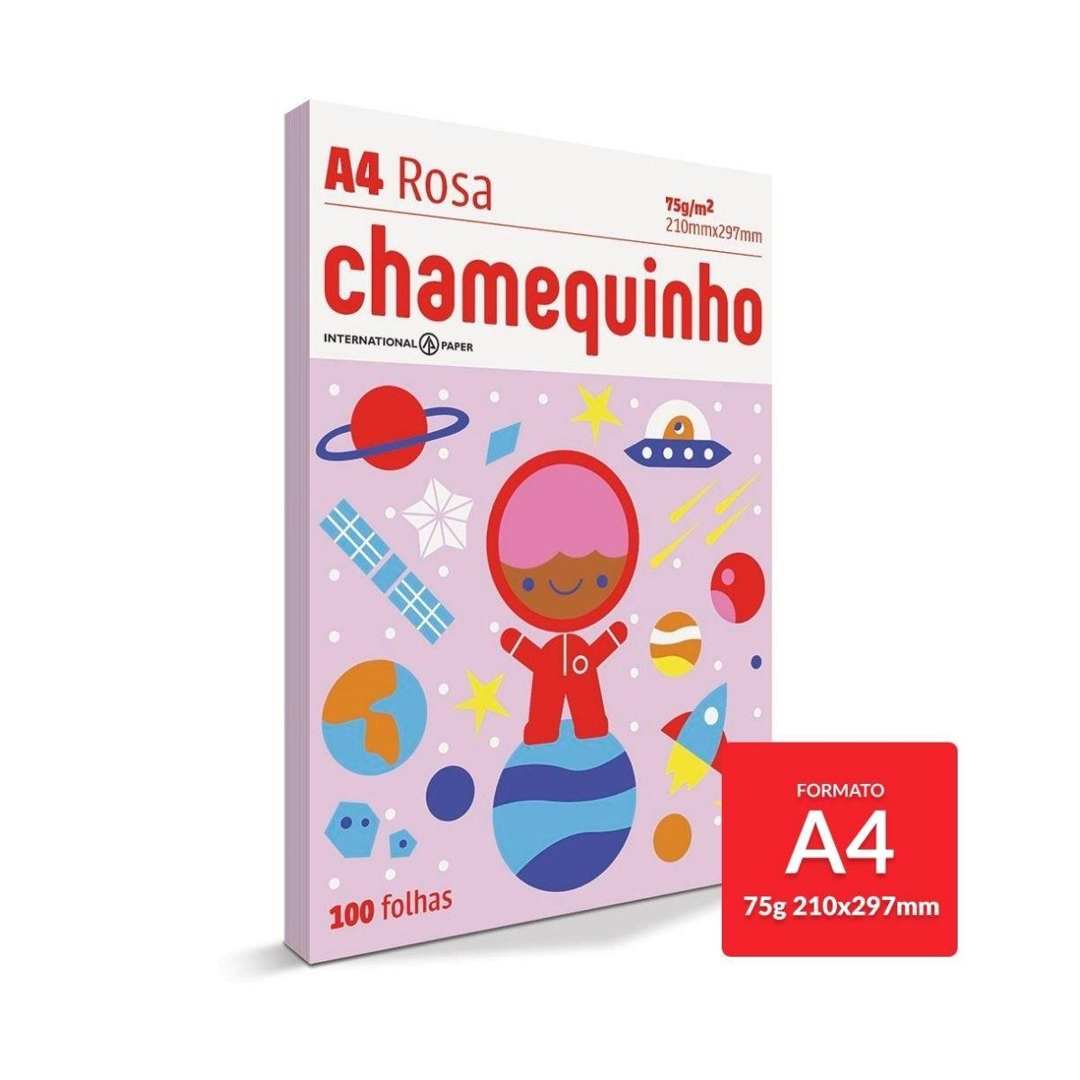 A4 Rosa
75g/m²
210mmx297mm
chamequinho
INTERNATIONAL PAPER
100 folhas
FORMATO
A4
75g 210x297mm